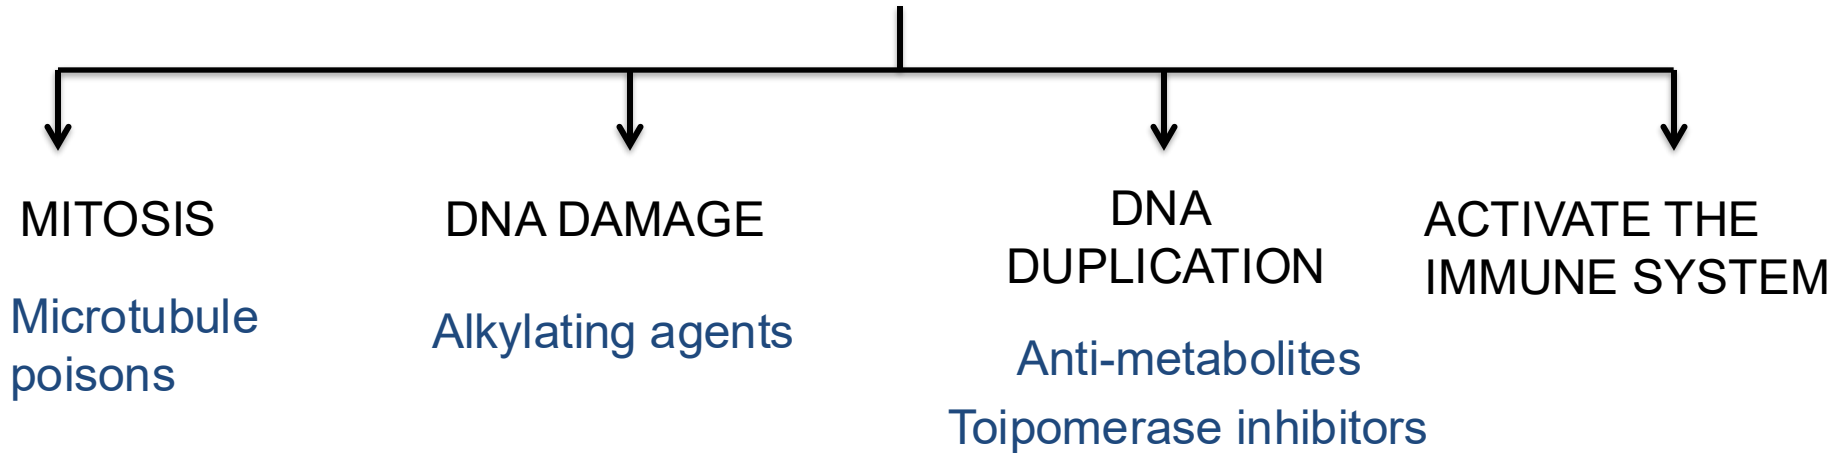 MITOSIS
Microtubule
poisons
DNA DAMAGE
Alkylating agents
DNA
DUPLICATION
Anti-metabolites
Toipomerase inhibitors
ACTIVATE THE
IMMUNE SYSTEM